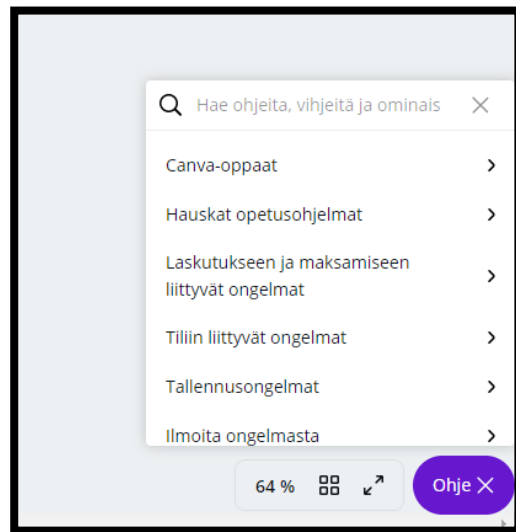 Hae ohjeita, vihjeitä ja ominais
Canva-oppaat
Hauskat opetusohjelmat
Laskutukseen ja maksamiseen
liittyvät ongelmat
Tiliin liittyvät ongelmat
Tallennusongelmat
Ilmoita ongelmasta
64 %
Ohje